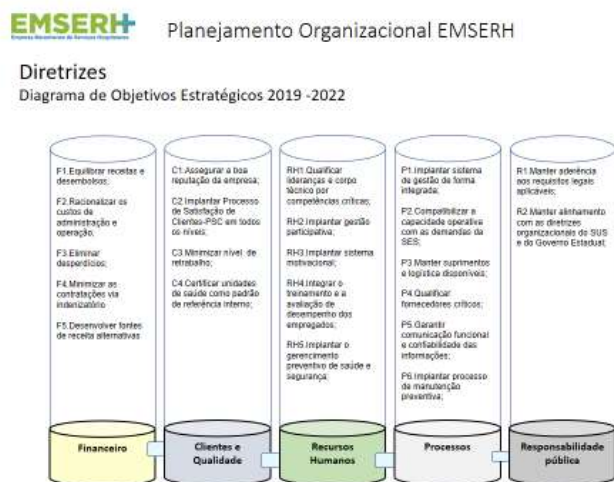 EMSERH+
Empresa Maranhense de Serviços Hospitalares
Planejamento Organizacional EMSERH
Diretrizes
Diagrama de Objetivos Estratégicos 2019 -2022
F1.Equilibrar receitas e
desembolsos;
F2.Racionalizar os
custos de
administração e
operação;
F3.Eliminar
desperdícios;
F4.Minimizar as
contratações via
indenizatório
F5.Desenvolver fontes
de receita alternativas
Financeiro
C1.Assegurar a boa
reputação da empresa;
C2.Implantar Processo
de Satisfação de
Clientes-PSC em todos
os níveis;
C3.Minimizar nível de
retrabalho;
C4.Certificar unidades
de saúde como padrão
de referência interno;
Clientes e
Qualidade
RH1.Qualificar
lideranças e corpo
técnico por
competências críticas;
RH2.Implantar gestão
participativa;
RH3.Implantar sistema
motivacional;
RH4.Integrar o
treinamento e a
avaliação de
desempenho dos
empregados;
RH5.Implantar o
gerencimento
preventivo de saúde e
segurança;
Recursos
Humanos
P1.Implantar sistema
de gestão de forma
integrada;
P2.Compatibilizar a
capacidade operativa
com as demandas da
SES;
P3.Manter suprimentos
e logística disponíveis;
P4.Qualificar
fornecedores críticos;
P5.Garantir
comunicação funcional
e confiabilidade das
informações;
P6.Implantar processo
de manutenção
preventiva;
Processos
R1.Manter aderência
aos requisitos legais
aplicáveis;
R2.Manter alinhamento
com as diretrizes
organizacionais do SUS
e do Governo Estadual;
Responsabilidade
pública